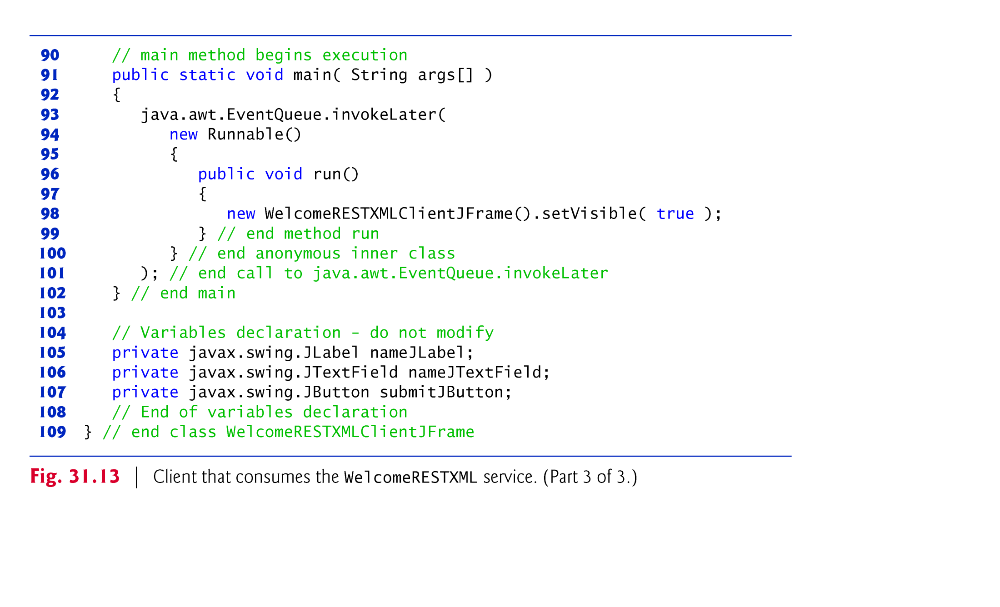 90 // main method begins execution
91 public static void main( String args[] )
92 {
93 java.awt.EventQueue.invokeLater(
94 new Runnable()
95 {
96 public void run()
97 {
98 new WelcomeRESTXMLClientJFrame().setVisible( true );
99 } // end method run
100 } // end anonymous inner class
101 ); // end call to java.awt.EventQueue.invokeLater
102 } // end main
103
104 // Variables declaration - do not modify
105 private javax.swing.JLabel nameJLabel;
106 private javax.swing.JTextField nameJTextField;
107 private javax.swing.JButton submitJButton;
108 // End of variables declaration
109 } // end class WelcomeRESTXMLClientJFrame
Fig. 31.13 | Client that consumes the WelcomeRESTXML service. (Part 3 of 3.)